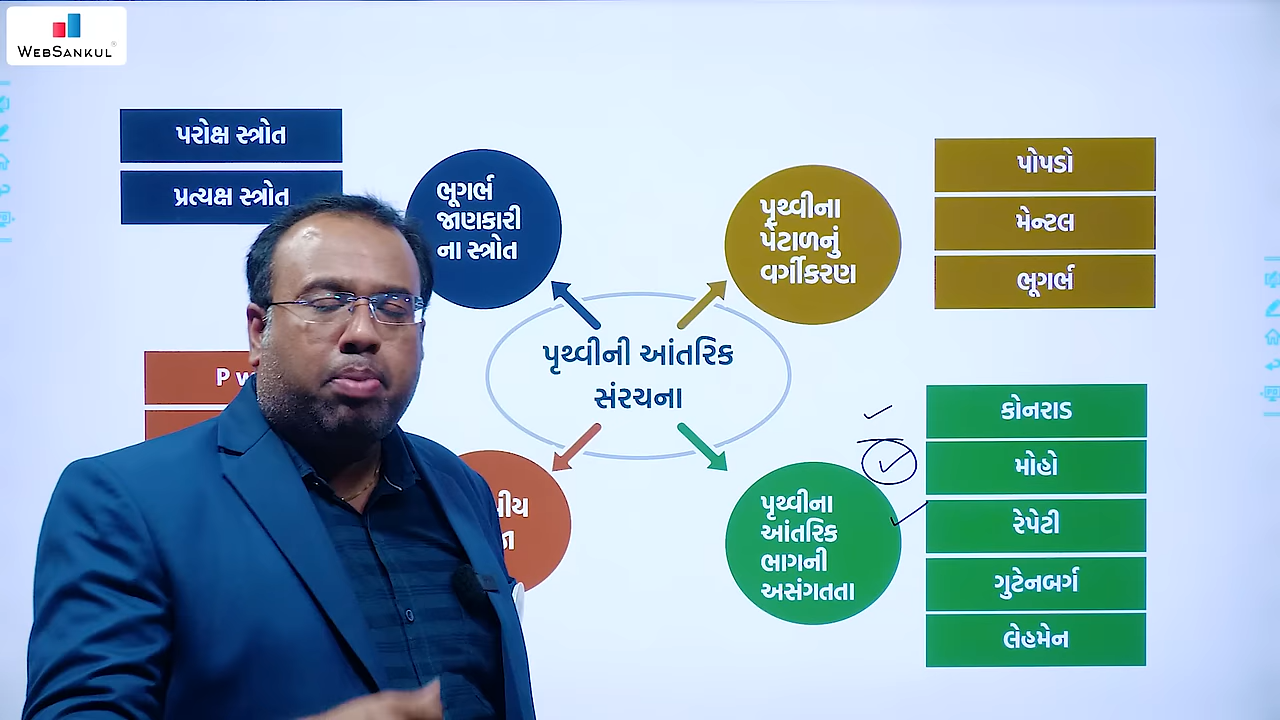 WEBSANKUL
પરોક્ષ સ્ત્રોત
પ્રત્યક્ષ સ્ત્રોત
ભૂગર્ભ
જાણકારી
ના સ્ત્રોત
પૃથ્વીના
પેટાળનું
વર્ગીકરણ
પોપડો
મેન્ટલ
ભૂગર્ભ
પૃથ્વીની આંતરિક
સંરચના
P
પૃથ્વીના
આંતરિક
ભાગની
અસંગતતા
કોનરાડ
મોહો
રેપેટી
ગુટેનબર્ગ
લેહમેન